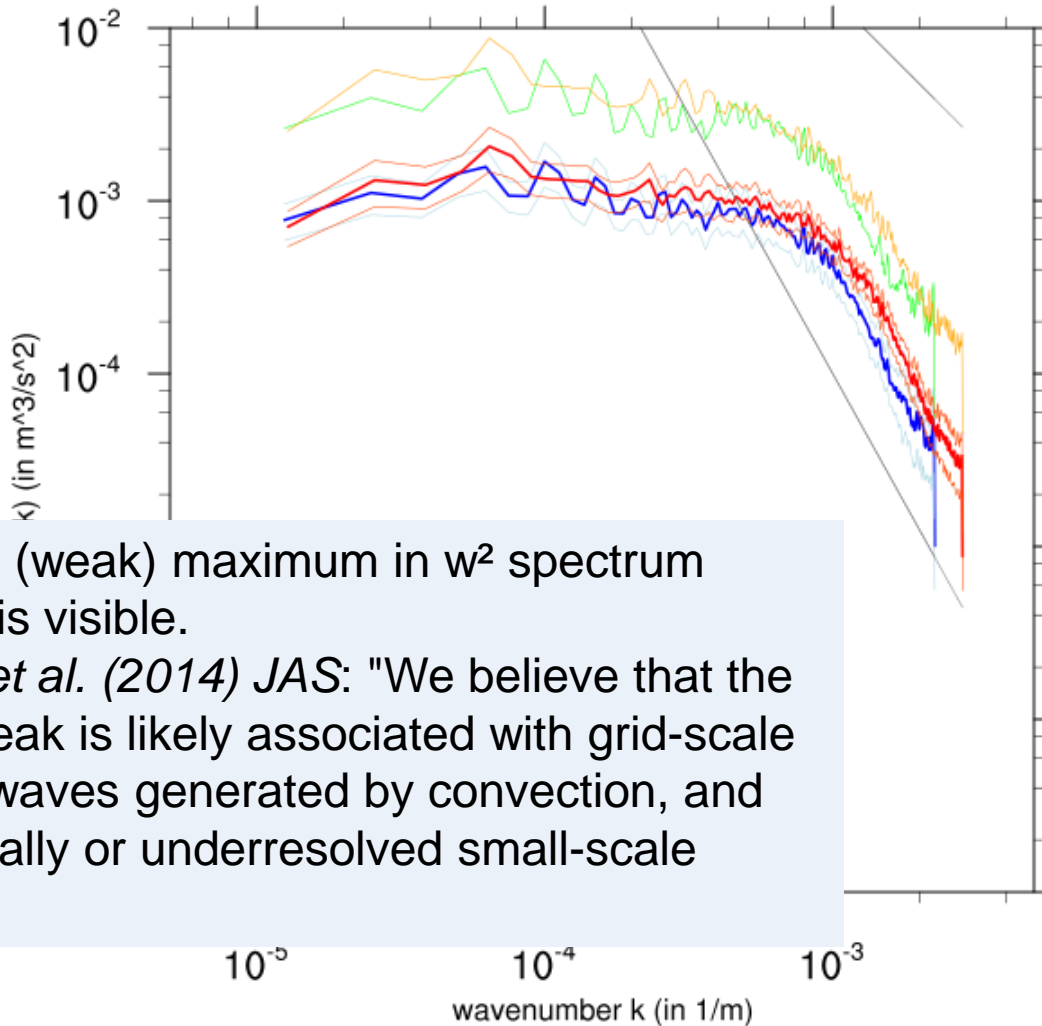 10⁻²
10⁻³
10⁻⁴
k) (in m^3/s^2)
(weak) maximum in w² spectrum
is visible.
et al. (2014) JAS: "We believe that the
eak is likely associated with grid-scale
waves generated by convection, and
ally or underresolved small-scale
10⁻⁵ 10⁻⁴ 10⁻³
wavenumber k (in 1/m)